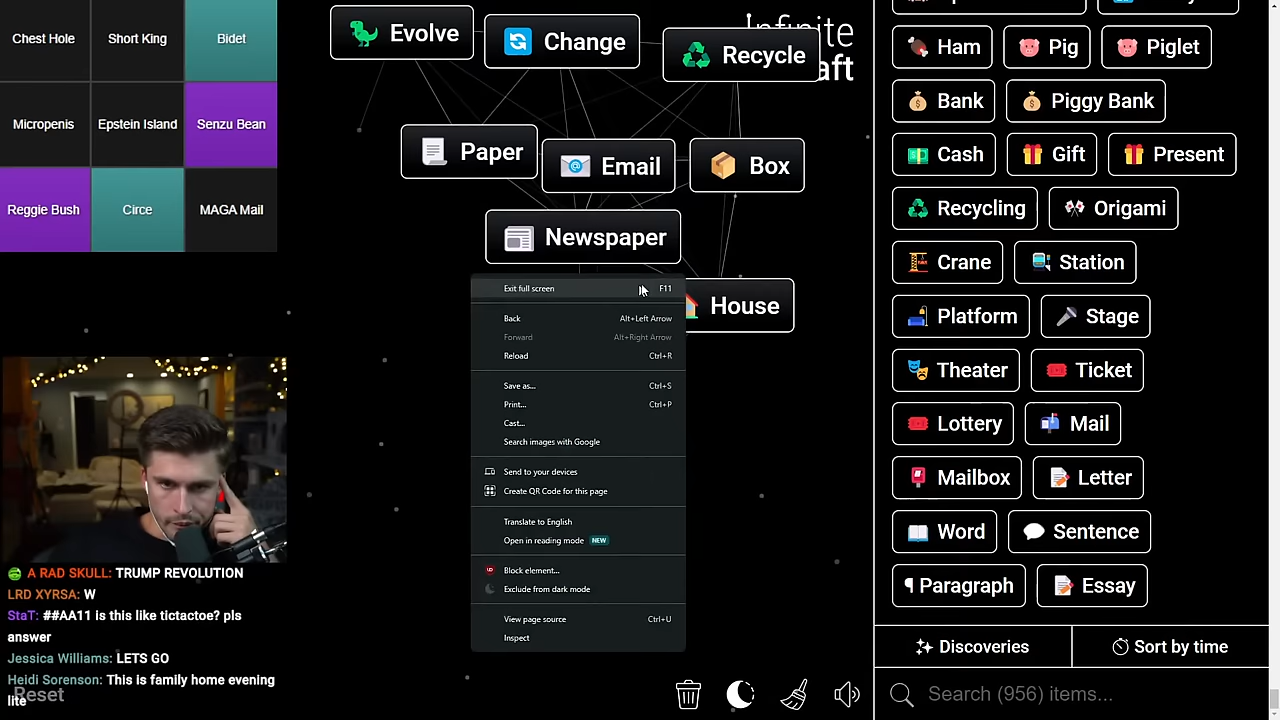 Chest Hole
Short King
Bidet
Micropenis
Epstein Island
Senzu Bean
Reggie Bush
Circe
MAGA Mail
Infinite
aft
Evolve
Change
Recycle
Paper
Email
Box
Newspaper
House
Exit full screen F11
Back Alt+Left Arrow
Forward Alt+Right Arrow
Reload Ctrl+R
Save as... Ctrl+S
Print... Ctrl+P
Cast...
Search images with Google
Send to your devices
Create QR Code for this page
Translate to English
Open in reading mode NEW
Block element...
Exclude from dark mode
View page source Ctrl+U
Inspect
A RAD SKULL: TRUMP REVOLUTION
LRD XYRSA: W
StaT: ##AA11 is this like tictactoe? pls
answer
Jessica Williams: LETS GO
Heidi Sorenson: This is family home evening
lite
Reset
Ham
Pig
Piglet
Bank
Piggy Bank
Cash
Gift
Present
Recycling
Origami
Crane
Station
Platform
Stage
Theater
Ticket
Lottery
Mail
Mailbox
Letter
Word
Sentence
¶ Paragraph
Essay
Discoveries
Sort by time
Search (956) items...